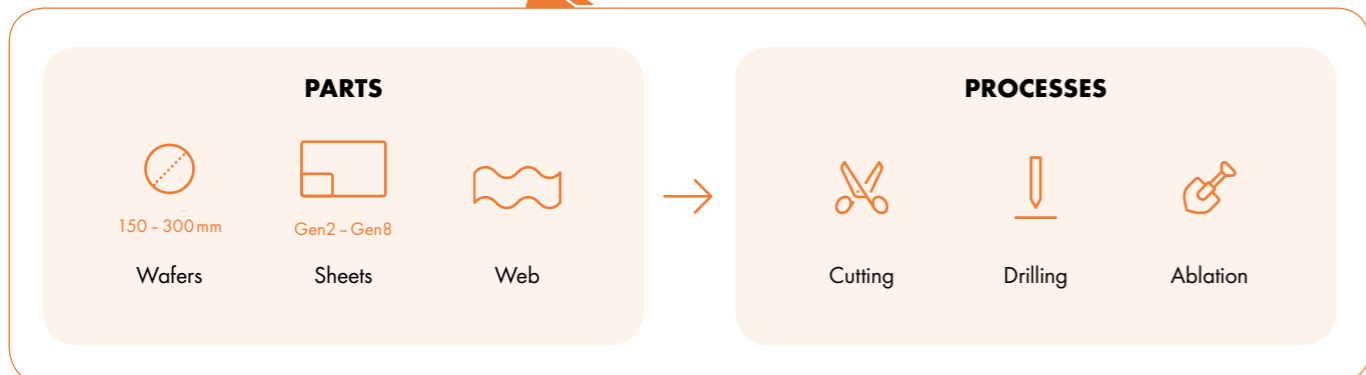 PARTS
150 – 300 mm
Gen2 – Gen8
Wafers
Sheets
Web
PROCESSES
Cutting
Drilling
Ablation